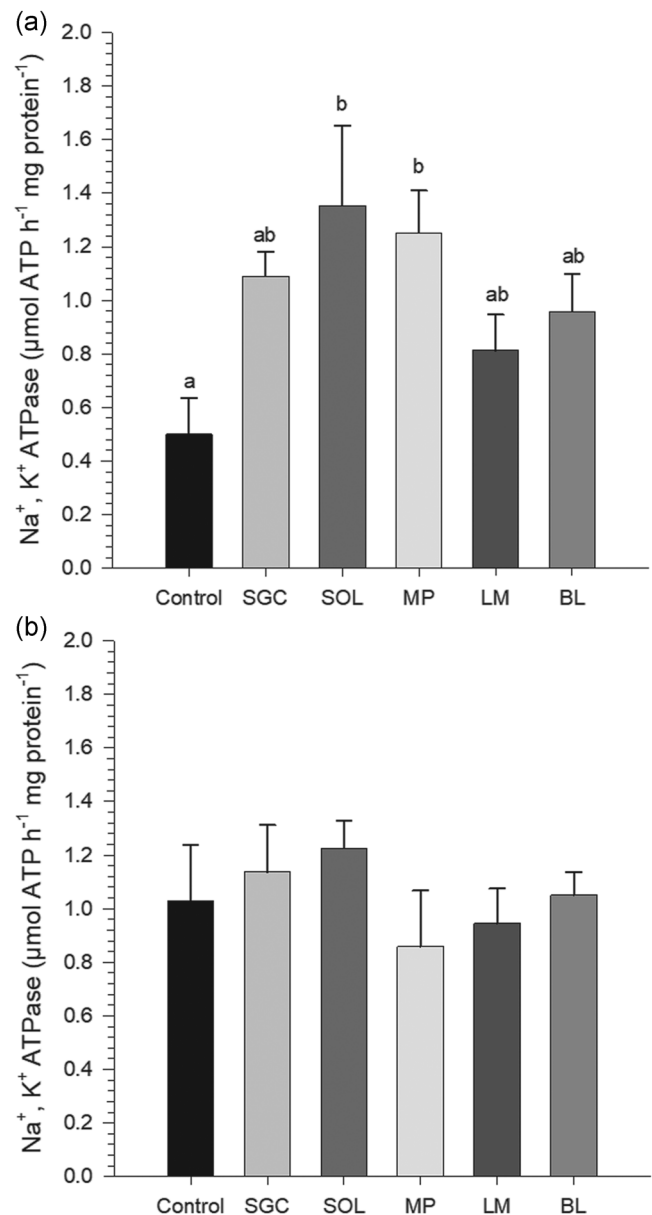 (a)
Na⁺, K⁺ ATPase (µmol ATP h⁻¹ mg protein⁻¹)
2.0
1.8
1.6
1.4
1.2
1.0
0.8
0.6
0.4
0.2
0.0
a
ab
b
b
ab
ab
Control SGC SOL MP LM BL
(b)
Na⁺, K⁺ ATPase (µmol ATP h⁻¹ mg protein⁻¹)
2.0
1.8
1.6
1.4
1.2
1.0
0.8
0.6
0.4
0.2
0.0
Control SGC SOL MP LM BL